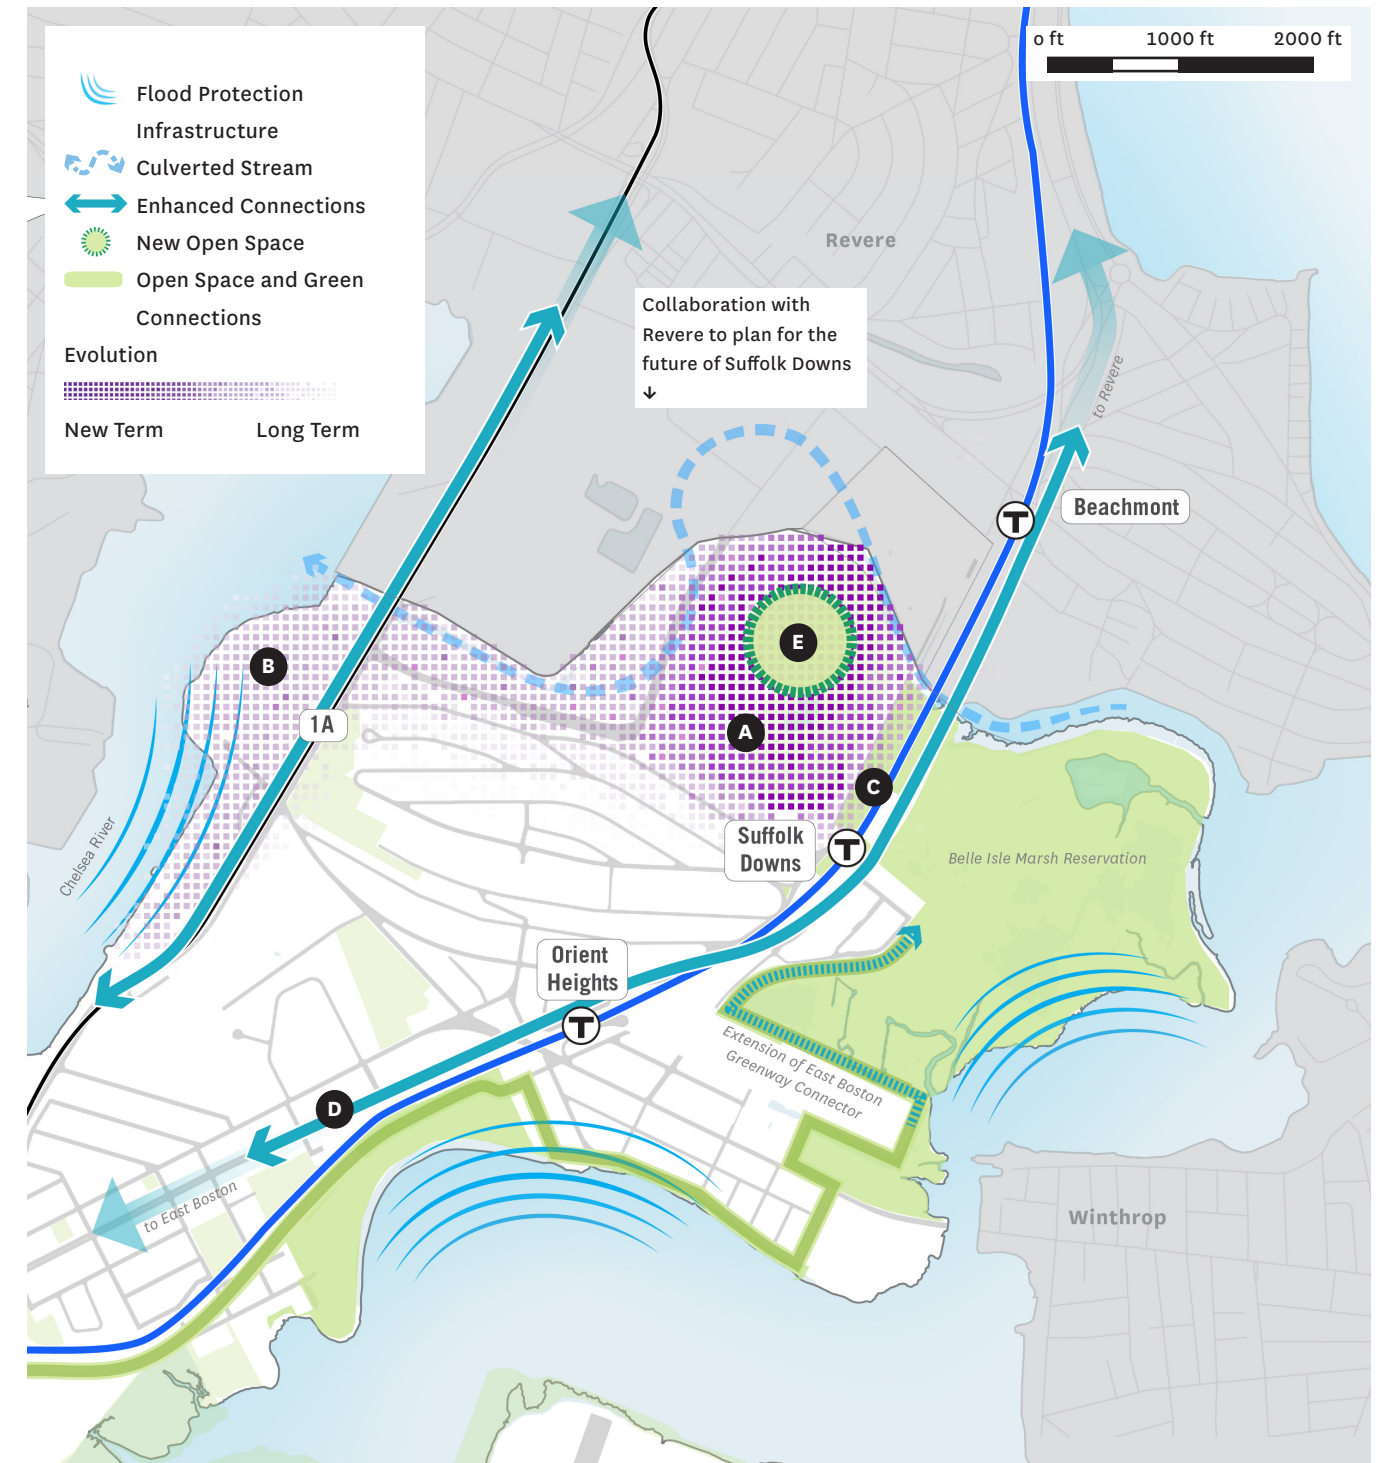 Flood Protection
Infrastructure
Culverted Stream
Enhanced Connections
New Open Space
Open Space and Green
Connections
Evolution
New Term Long Term
0 ft 1000 ft 2000 ft
Revere
Collaboration with
Revere to plan for the
future of Suffolk Downs
↓
to Revere
T
Beachmont
E
B
1A
A
C
Chelsea River
Suffolk
Downs
T
Belle Isle Marsh Reservation
Orient
Heights
T
Extension of East Boston
Greenway Connector
D
to East Boston
Winthrop